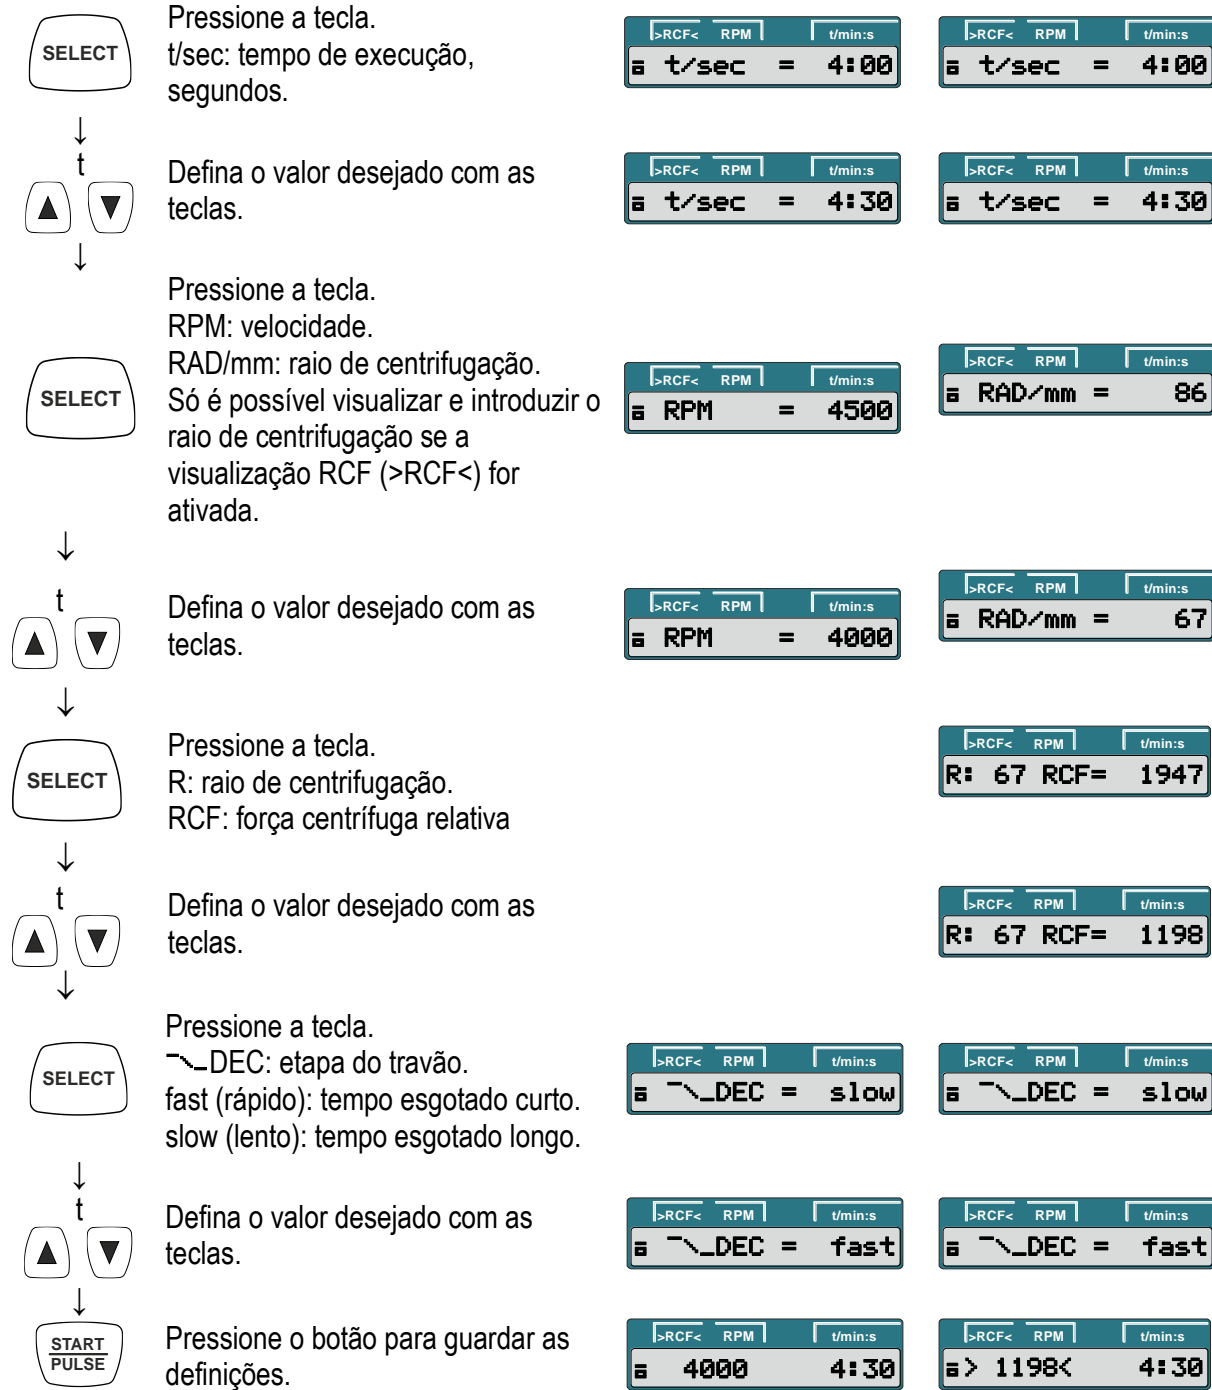 SELECT
Pressione a tecla.
t/sec: tempo de execução,
segundos.
>RCF< RPM t/min:s
t/sec = 4:00
>RCF< RPM t/min:s
t/sec = 4:00
↓
t
▲ ▼
Defina o valor desejado com as
teclas.
>RCF< RPM t/min:s
t/sec = 4:30
>RCF< RPM t/min:s
t/sec = 4:30
↓
SELECT
Pressione a tecla.
RPM: velocidade.
RAD/mm: raio de centrifugação.
Só é possível visualizar e introduzir o
raio de centrifugação se a
visualização RCF (>RCF<) for
ativada.
>RCF< RPM t/min:s
RPM = 4500
>RCF< RPM t/min:s
RAD/mm = 86
↓
t
▲ ▼
Defina o valor desejado com as
teclas.
>RCF< RPM t/min:s
RPM = 4000
>RCF< RPM t/min:s
RAD/mm = 67
↓
SELECT
Pressione a tecla.
R: raio de centrifugação.
RCF: força centrífuga relativa
>RCF< RPM t/min:s
R: 67 RCF= 1947
↓
t
▲ ▼
Defina o valor desejado com as
teclas.
>RCF< RPM t/min:s
R: 67 RCF= 1198
↓
SELECT
Pressione a tecla.
¯\_DEC: etapa do travão.
fast (rápido): tempo esgotado curto.
slow (lento): tempo esgotado longo.
>RCF< RPM t/min:s
¯\_DEC = slow
>RCF< RPM t/min:s
¯\_DEC = slow
↓
t
▲ ▼
Defina o valor desejado com as
teclas.
>RCF< RPM t/min:s
¯\_DEC = fast
>RCF< RPM t/min:s
¯\_DEC = fast
↓
START
PULSE
Pressione o botão para guardar as
definições.
>RCF< RPM t/min:s
4000 4:30
>RCF< RPM t/min:s
> 1198< 4:30